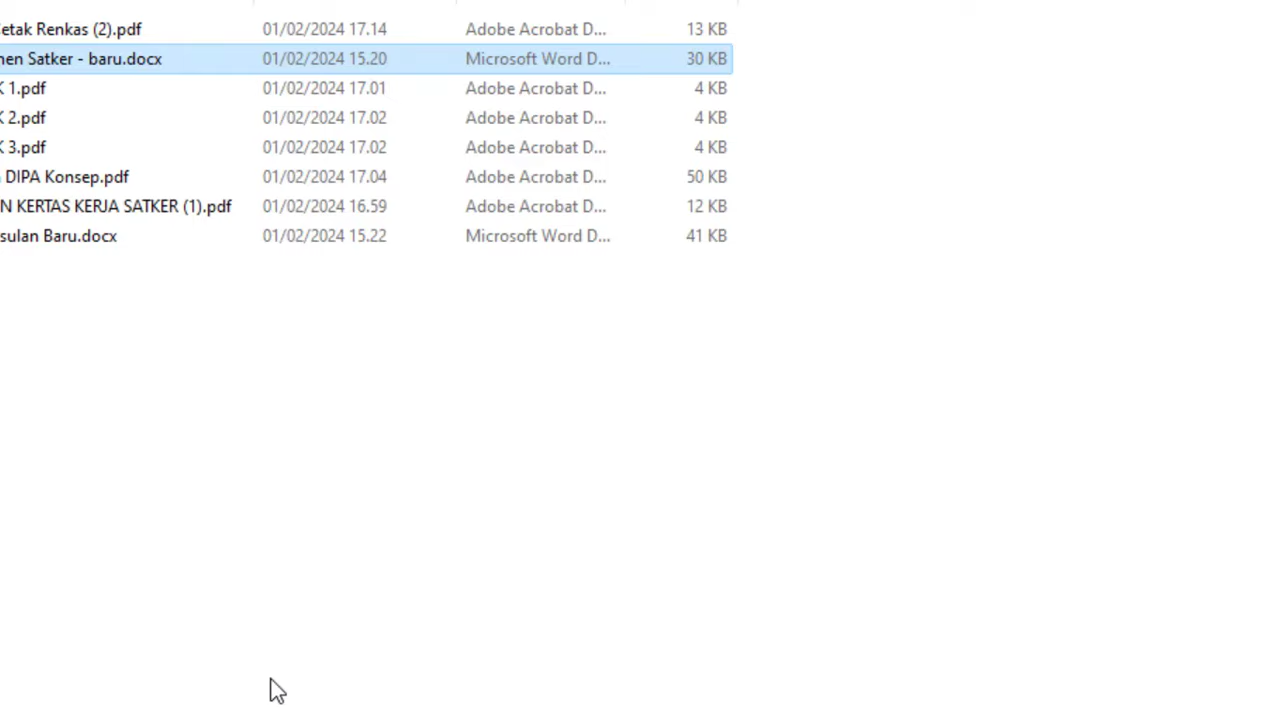 etak Renkas (2).pdf 01/02/2024 17.14 Adobe Acrobat D... 13 KB
nen Satker - baru.docx 01/02/2024 15.20 Microsoft Word D... 30 KB
K 1.pdf 01/02/2024 17.01 Adobe Acrobat D... 4 KB
K 2.pdf 01/02/2024 17.02 Adobe Acrobat D... 4 KB
K 3.pdf 01/02/2024 17.02 Adobe Acrobat D... 4 KB
DIPA Konsep.pdf 01/02/2024 17.04 Adobe Acrobat D... 50 KB
N KERTAS KERJA SATKER (1).pdf 01/02/2024 16.59 Adobe Acrobat D... 12 KB
sulan Baru.docx 01/02/2024 15.22 Microsoft Word D... 41 KB